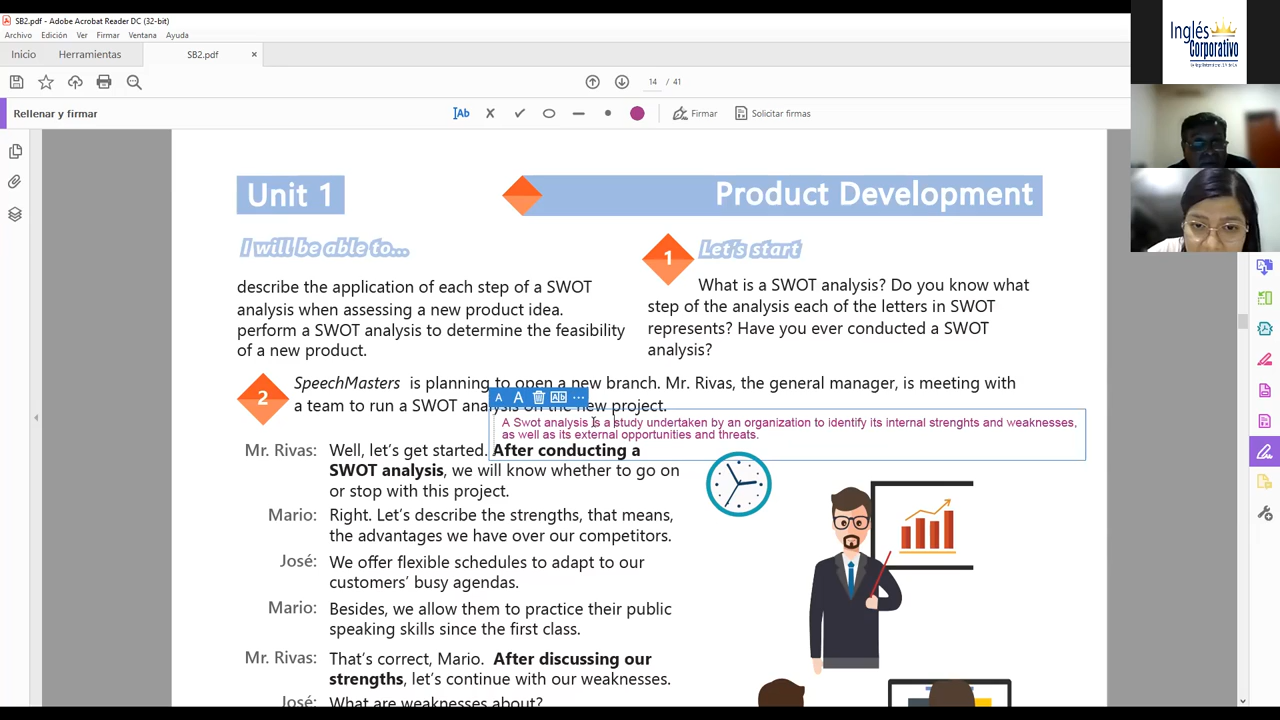 SB2.pdf - Adobe Acrobat Reader DC (32-bit)
Archivo Edición Ver Firmar Ventana Ayuda
Inicio Herramientas SB2.pdf ×
14 / 41
Rellenar y firmar
Ab Firmar Solicitar firmas
Inglés
Corporativo
Unit 1
Product Development
I will be able to...
describe the application of each step of a SWOT
analysis when assessing a new product idea.
perform a SWOT analysis to determine the feasibility
of a new product.
1 Let's start
What is a SWOT analysis? Do you know what
step of the analysis each of the letters in SWOT
represents? Have you ever conducted a SWOT
analysis?
2 SpeechMasters is planning to open a new branch. Mr. Rivas, the general manager, is meeting with
a team to run a SWOT analysis on the new project.
A A
A Swot analysis is a study undertaken by an organization to identify its internal strenghts and weaknesses,
as well as its external opportunities and threats.
Mr. Rivas: Well, let's get started. After conducting a
SWOT analysis, we will know whether to go on
or stop with this project.
Mario: Right. Let's describe the strengths, that means,
the advantages we have over our competitors.
José: We offer flexible schedules to adapt to our
customers' busy agendas.
Mario: Besides, we allow them to practice their public
speaking skills since the first class.
Mr. Rivas: That's correct, Mario. After discussing our
strengths, let's continue with our weaknesses.
José: What are weaknesses about?